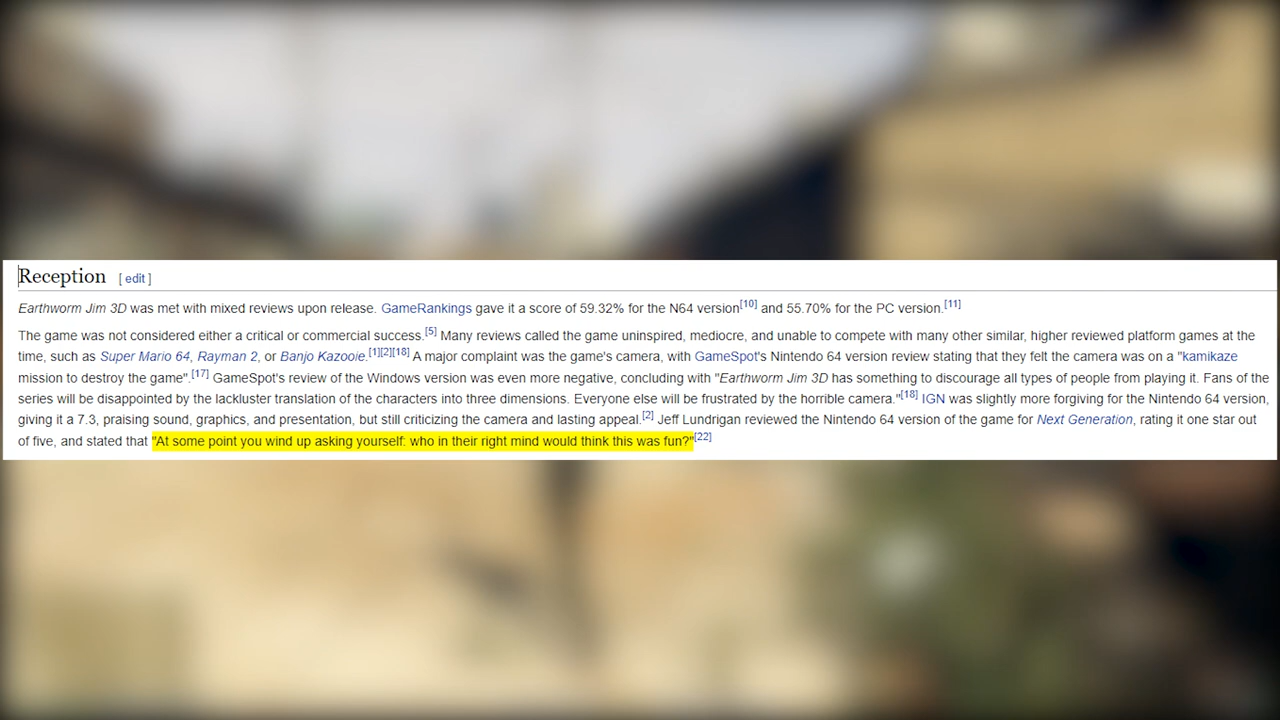 Reception [ edit ]
Earthworm Jim 3D was met with mixed reviews upon release. GameRankings gave it a score of 59.32% for the N64 version[10] and 55.70% for the PC version.[11]
The game was not considered either a critical or commercial success.[5] Many reviews called the game uninspired, mediocre, and unable to compete with many other similar, higher reviewed platform games at the
time, such as Super Mario 64, Rayman 2, or Banjo Kazooie.[1][2][18] A major complaint was the game's camera, with GameSpot's Nintendo 64 version review stating that they felt the camera was on a "kamikaze
mission to destroy the game".[17] GameSpot's review of the Windows version was even more negative, concluding with "Earthworm Jim 3D has something to discourage all types of people from playing it. Fans of the
series will be disappointed by the lackluster translation of the characters into three dimensions. Everyone else will be frustrated by the horrible camera."[18] IGN was slightly more forgiving for the Nintendo 64 version,
giving it a 7.3, praising sound, graphics, and presentation, but still criticizing the camera and lasting appeal.[2] Jeff Lundrigan reviewed the Nintendo 64 version of the game for Next Generation, rating it one star out
of five, and stated that "At some point you wind up asking yourself: who in their right mind would think this was fun?"[22]